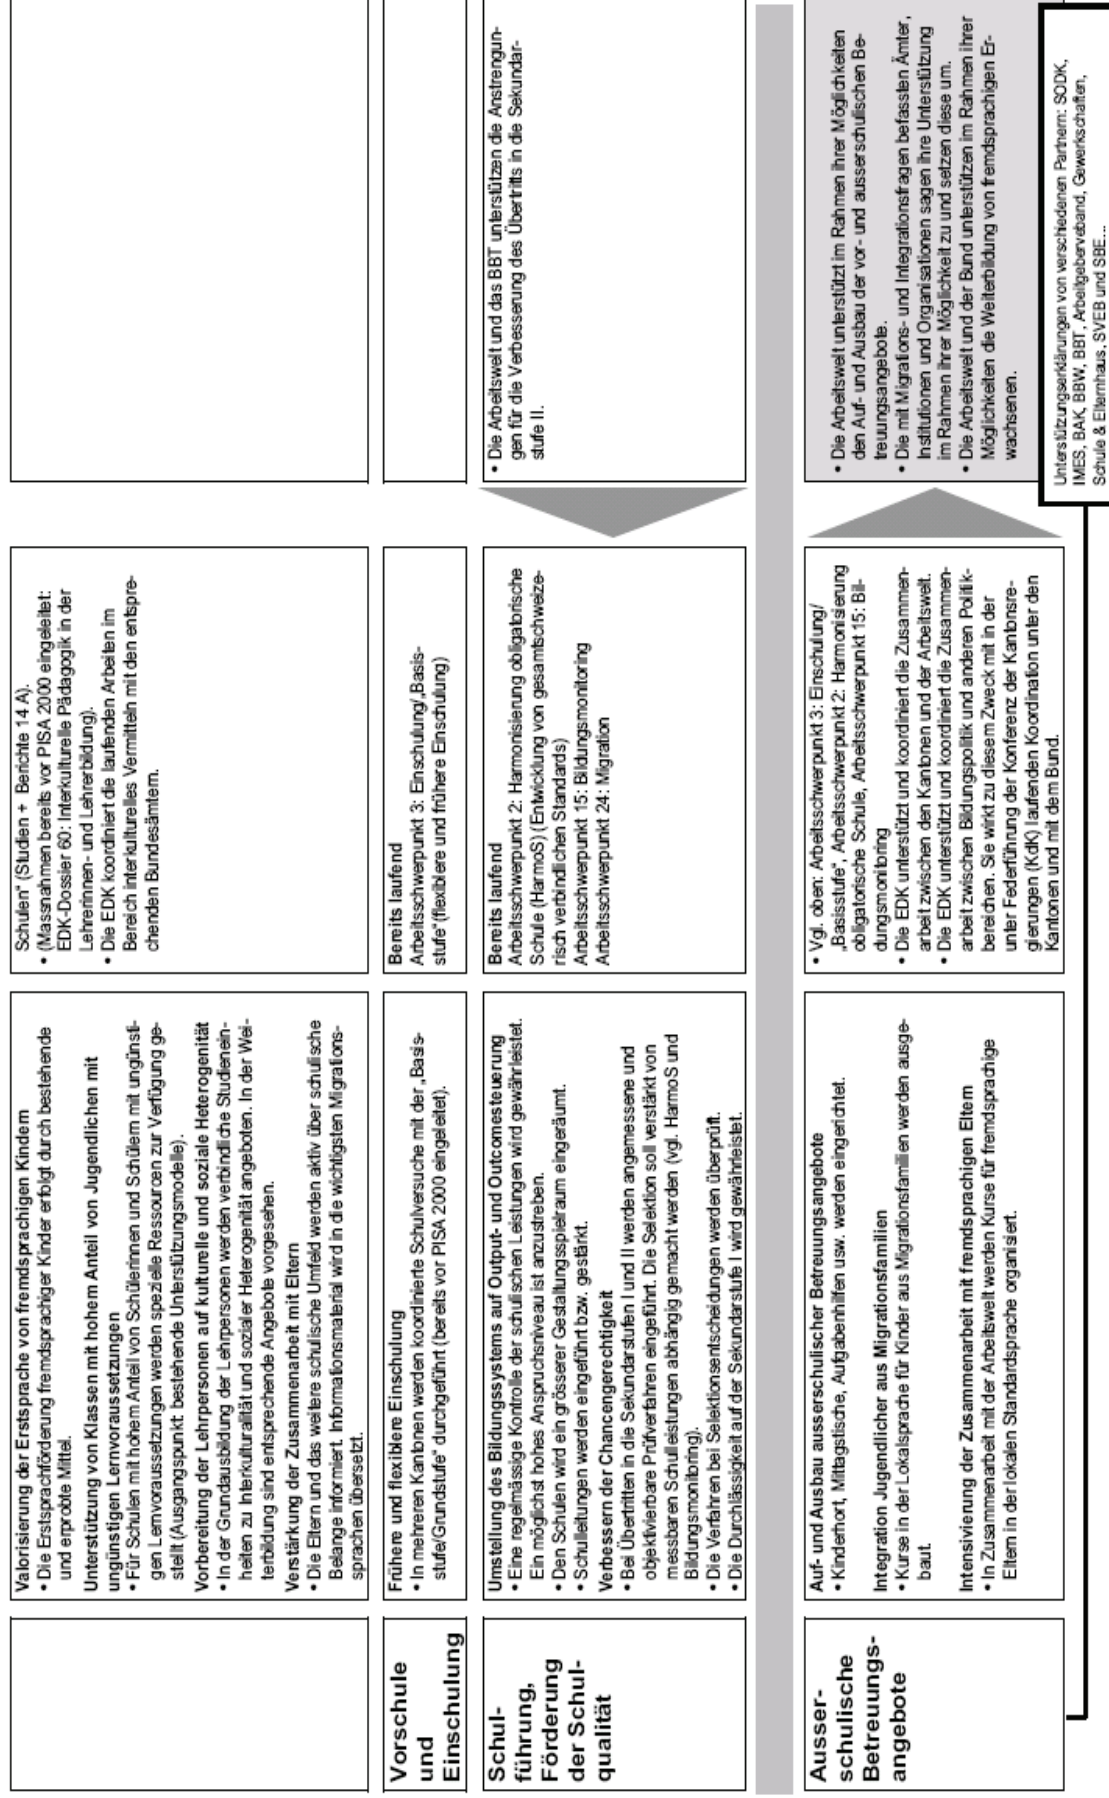 Valorisierung der Erstsprache von fremdsprachigen Kindern
• Die Erstsprachförderung fremdsprachiger Kinder erfolgt durch bestehende
und erprobte Mittel.
Unterstützung von Klassen mit hohem Anteil von Jugendlichen mit
ungünstigen Lernvoraussetzungen
• Für Schulen mit hohem Anteil von Schülerinnen und Schülern mit ungünsti-
gen Lernvoraussetzungen werden spezielle Ressourcen zur Verfügung ge-
stellt (Ausgangspunkt: bestehende Unterstützungsmodelle).
Vorbereitung der Lehrpersonen auf kulturelle und soziale Heterogenität
• In der Grundausbildung der Lehrpersonen werden verbindliche Studienein-
heiten zu Interkulturalität und sozialer Heterogenität angeboten. In der Wei-
terbildung sind entsprechende Angebote vorgesehen.
Verstärkung der Zusammenarbeit mit Eltern
• Die Eltern und das weitere schulische Umfeld werden aktiv über schulische
Belange informiert. Informationsmaterial wird in die wichtigsten Migrations-
sprachen übersetzt.
Schulen“ (Studien + Berichte 14 A).
• (Massnahmen bereits vor PISA 2000 eingeleitet:
EDK-Dossier 60: Interkulturelle Pädagogik in der
Lehrerinnen- und Lehrerbildung).
• Die EDK koordiniert die laufenden Arbeiten im
Bereich interkulturelles Vermitteln mit den entspre-
chenden Bundesämtern.
Vorschule
und
Einschulung
Frühere und flexiblere Einschulung
• In mehreren Kantonen werden koordinierte Schulversuche mit der „Basis-
stufe/Grundstufe“ durchgeführt (bereits vor PISA 2000 eingeleitet).
Bereits laufend
Arbeitsschwerpunkt 3: Einschulung/„Basis-
stufe“(flexiblere und frühere Einschulung)
Schul-
führung,
Förderung
der Schul-
qualität
Umstellung des Bildungssystems auf Output- und Outcomesteuerung
• Eine regelmässige Kontrolle der schulischen Leistungen wird gewährleistet.
Ein möglichst hohes Anspruchsniveau ist anzustreben.
• Den Schulen wird ein grösserer Gestaltungsspielraum eingeräumt.
• Schulleitungen werden eingeführt bzw. gestärkt.
Verbessern der Chancengerechtigkeit
• Bei Übertritten in die Sekundarstufen I und II werden angemessene und
objektivierbare Prüfverfahren eingeführt. Die Selektion soll verstärkt von
messbaren Schulleistungen abhängig gemacht werden (vgl. HarmoS und
Bildungsmonitoring).
• Die Verfahren bei Selektionsentscheidungen werden überprüft.
• Die Durchlässigkeit auf der Sekundarstufe I wird gewährleistet.
Bereits laufend
Arbeitsschwerpunkt 2: Harmonisierung obligatorische
Schule (HarmoS) (Entwicklung von gesamtschweize-
risch verbindlichen Standards)
Arbeitsschwerpunkt 15: Bildungsmonitoring
Arbeitsschwerpunkt 24: Migration
• Die Arbeitswelt und das BBT unterstützen die Anstrengun-
gen für die Verbesserung des Übertritts in die Sekundar-
stufe II.
Ausser-
schulische
Betreuungs-
angebote
Auf- und Ausbau ausserschulischer Betreuungsangebote
• Kinderhort, Mittagstische, Aufgabenhilfen usw. werden eingerichtet.
Integration Jugendlicher aus Migrationsfamilien
• Kurse in der Lokalsprache für Kinder aus Migrationsfamilien werden ausge-
baut.
Intensivierung der Zusammenarbeit mit fremdsprachigen Eltern
• In Zusammenarbeit mit der Arbeitswelt werden Kurse für fremdsprachige
Eltern in der lokalen Standardsprache organisiert.
• Vgl. oben: Arbeitsschwerpunkt 3: Einschulung/
„Basisstufe“, Arbeitsschwerpunkt 2: Harmonisierung
obligatorische Schule, Arbeitsschwerpunkt 15: Bil-
dungsmonitoring
• Die EDK unterstützt und koordiniert die Zusammen-
arbeit zwischen den Kantonen und der Arbeitswelt.
• Die EDK unterstützt und koordiniert die Zusammen-
arbeit zwischen Bildungspolitik und anderen Politik-
bereichen. Sie wirkt zu diesem Zweck mit in der
unter Federführung der Konferenz der Kantonsre-
gierungen (KdK) laufenden Koordination unter den
Kantonen und mit dem Bund.
• Die Arbeitswelt unterstützt im Rahmen ihrer Möglichkeiten
den Auf- und Ausbau der vor- und ausserschulischen Be-
treuungsangebote.
• Die mit Migrations- und Integrationsfragen befassten Ämter,
Institutionen und Organisationen sagen ihre Unterstützung
im Rahmen ihrer Möglichkeit zu und setzen diese um.
• Die Arbeitswelt und der Bund unterstützen im Rahmen ihrer
Möglichkeiten die Weiterbildung von fremdsprachigen Er-
wachsenen.
Unterstützungserklärungen von verschiedenen Partnern: SODK,
IMES, BAK, BBW, BBT, Arbeitgeberverband, Gewerkschaften,
Schule & Elternhaus, SVEB und SBE...